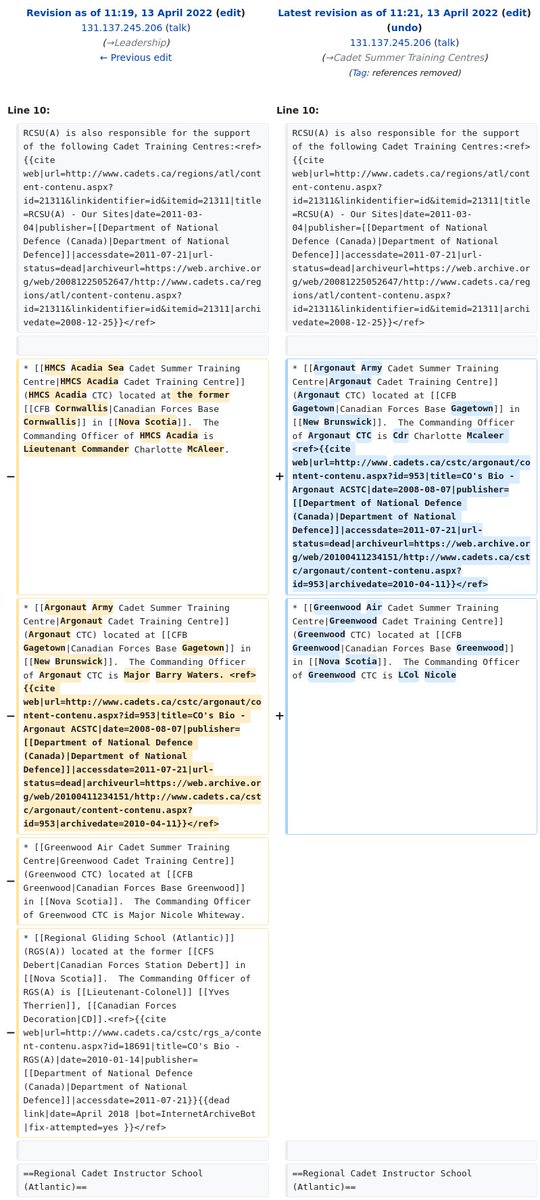 Revision as of 11:19, 13 April 2022 (edit)
131.137.245.206 (talk)
(→Leadership)
← Previous edit
Latest revision as of 11:21, 13 April 2022 (edit)
(undo)
131.137.245.206 (talk)
(→Cadet Summer Training Centres)
(Tag: references removed)
Line 10:
Line 10:
RCSU(A) is also responsible for the support
of the following Cadet Training Centres:<ref>
{{cite
web|url=http://www.cadets.ca/regions/atl/cont
ent-contenu.aspx?
id=21311&linkidentifier=id&itemid=21311|title
=RCSU(A) - Our Sites|date=2011-03-
04|publisher=[[Department of National
Defence (Canada)|Department of National
Defence]]|accessdate=2011-07-21|url-
status=dead|archiveurl=https://web.archive.or
g/web/20081225052647/http://www.cadets.ca/reg
ions/atl/content-contenu.aspx?
id=21311&linkidentifier=id&itemid=21311|archi
vedate=2008-12-25}}</ref>
RCSU(A) is also responsible for the support
of the following Cadet Training Centres:<ref>
{{cite
web|url=http://www.cadets.ca/regions/atl/cont
ent-contenu.aspx?
id=21311&linkidentifier=id&itemid=21311|title
=RCSU(A) - Our Sites|date=2011-03-
04|publisher=[[Department of National
Defence (Canada)|Department of National
Defence]]|accessdate=2011-07-21|url-
status=dead|archiveurl=https://web.archive.or
g/web/20081225052647/http://www.cadets.ca/reg
ions/atl/content-contenu.aspx?
id=21311&linkidentifier=id&itemid=21311|archi
vedate=2008-12-25}}</ref>
−
* [[HMCS Acadia Sea Cadet Summer Training
Centre|HMCS Acadia Cadet Training Centre]]
(HMCS Acadia CTC) located at the former
[[CFB Cornwallis|Canadian Forces Base
Cornwallis]] in [[Nova Scotia]].  The
Commanding Officer of HMCS Acadia is
Lieutenant Commander Charlotte McAleer.
+
* [[Argonaut Army Cadet Summer Training
Centre|Argonaut Cadet Training Centre]]
(Argonaut CTC) located at [[CFB
Gagetown|Canadian Forces Base Gagetown]] in
[[New Brunswick]].  The Commanding Officer
of Argonaut CTC is Cdr Charlotte Mcaleer
<ref>{{cite
web|url=http://www.cadets.ca/cstc/argonaut/co
ntent-contenu.aspx?id=953|title=CO's Bio -
Argonaut ACSTC|date=2008-08-07|publisher=
[[Department of National Defence
(Canada)|Department of National
Defence]]|accessdate=2011-07-21|url-
status=dead|archiveurl=https://web.archive.or
g/web/20100411234151/http://www.cadets.ca/cst
c/argonaut/content-contenu.aspx?
id=953|archivedate=2010-04-11}}</ref>
−
* [[Argonaut Army Cadet Summer Training
Centre|Argonaut Cadet Training Centre]]
(Argonaut CTC) located at [[CFB
Gagetown|Canadian Forces Base Gagetown]] in
[[New Brunswick]].  The Commanding Officer
of Argonaut CTC is Major Barry Waters. <ref>
{{cite
web|url=http://www.cadets.ca/cstc/argonaut/co
ntent-contenu.aspx?id=953|title=CO's Bio -
Argonaut ACSTC|date=2008-08-07|publisher=
[[Department of National Defence
(Canada)|Department of National
Defence]]|accessdate=2011-07-21|url-
status=dead|archiveurl=https://web.archive.or
g/web/20100411234151/http://www.cadets.ca/cst
c/argonaut/content-contenu.aspx?
id=953|archivedate=2010-04-11}}</ref>
+
* [[Greenwood Air Cadet Summer Training
Centre|Greenwood Cadet Training Centre]]
(Greenwood CTC) located at [[CFB
Greenwood|Canadian Forces Base Greenwood]]
in [[Nova Scotia]].  The Commanding Officer
of Greenwood CTC is LCol Nicole
−
* [[Greenwood Air Cadet Summer Training
Centre|Greenwood Cadet Training Centre]]
(Greenwood CTC) located at [[CFB
Greenwood|Canadian Forces Base Greenwood]]
in [[Nova Scotia]].  The Commanding Officer
of Greenwood CTC is Major Nicole Whiteway.
−
* [[Regional Gliding School (Atlantic)]]
(RGS(A)) located at the former [[CFS
Debert|Canadian Forces Station Debert]] in
[[Nova Scotia]].  The Commanding Officer of
RGS(A) is [[Lieutenant-Colonel]] [[Yves
Therrien]], [[Canadian Forces
Decoration|CD]].<ref>{{cite
web|url=http://www.cadets.ca/cstc/rgs_a/conte
nt-contenu.aspx?id=18691|title=CO's Bio -
RGS(A)|date=2010-01-14|publisher=
[[Department of National Defence
(Canada)|Department of National
Defence]]|accessdate=2011-07-21}}{{dead
link|date=April 2018 |bot=InternetArchiveBot
|fix-attempted=yes }}</ref>
==Regional Cadet Instructor School
(Atlantic)==
==Regional Cadet Instructor School
(Atlantic)==